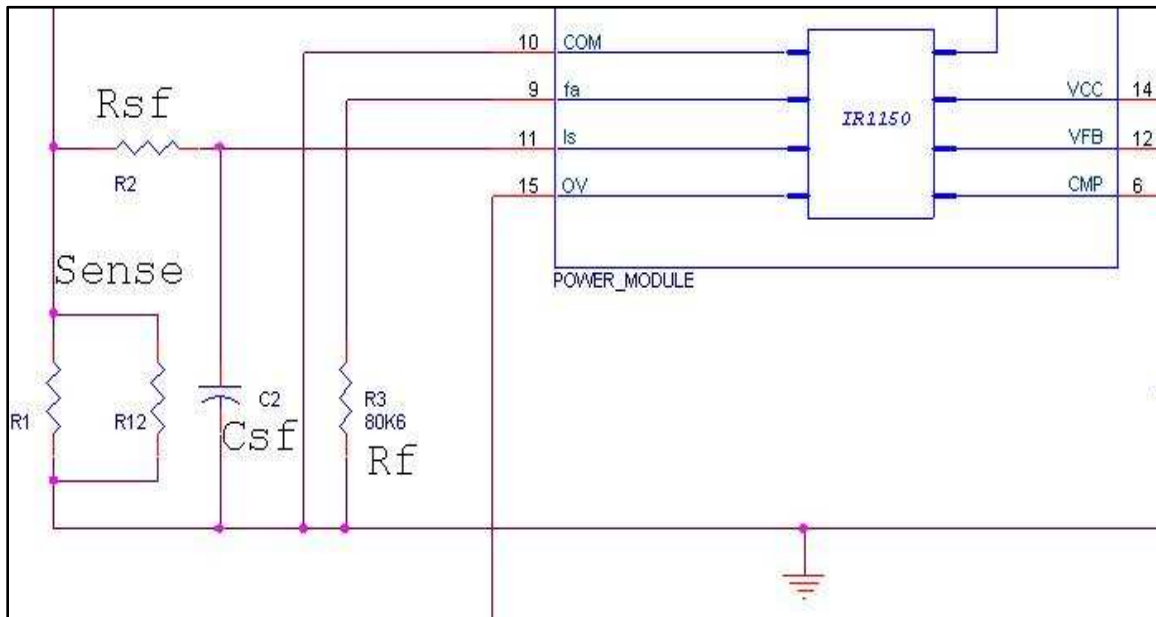 10 COM
9 fa
Rsf
IR1150
VCC 14
11 Is
VFB 12
R2
15 OV
CMP 6
Sense
POWER_MODULE
R1
R12
C2
Csf
R3
80K6
Rf